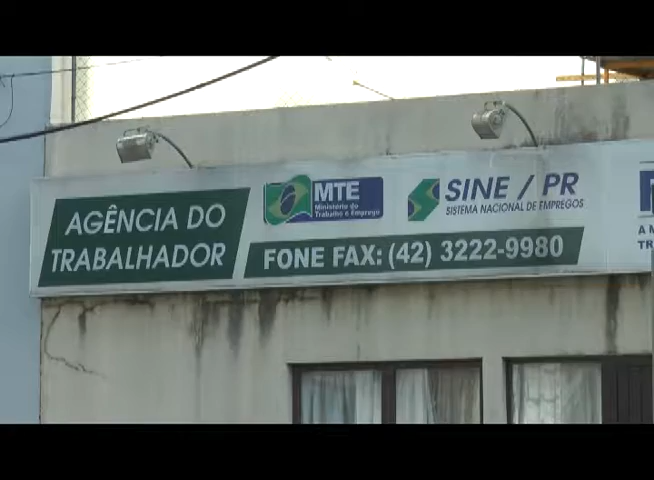 AGÊNCIA DO
TRABALHADOR
MTE
Ministério do
Trabalho e Emprego
SINE / PR
SISTEMA NACIONAL DE EMPREGOS
FONE FAX: (42) 3222-9980